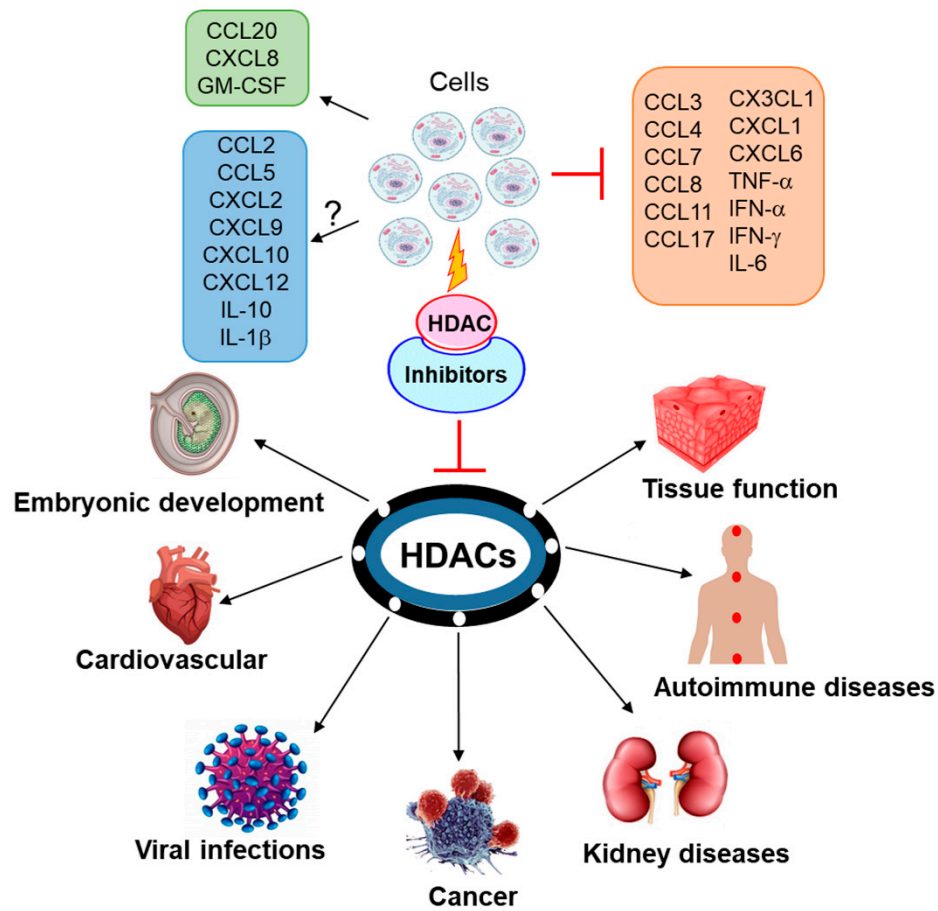 CCL20
CXCL8
GM-CSF
Cells
CCL2
CCL5
CXCL2
CXCL9
CXCL10
CXCL12
IL-10
IL-1β
?
CCL3
CCL4
CCL7
CCL8
CCL11
CCL17
CX3CL1
CXCL1
CXCL6
TNF-α
IFN-α
IFN-γ
IL-6
HDAC
Inhibitors
Embryonic development
Tissue function
HDACs
Cardiovascular
Autoimmune diseases
Viral infections
Kidney diseases
Cancer